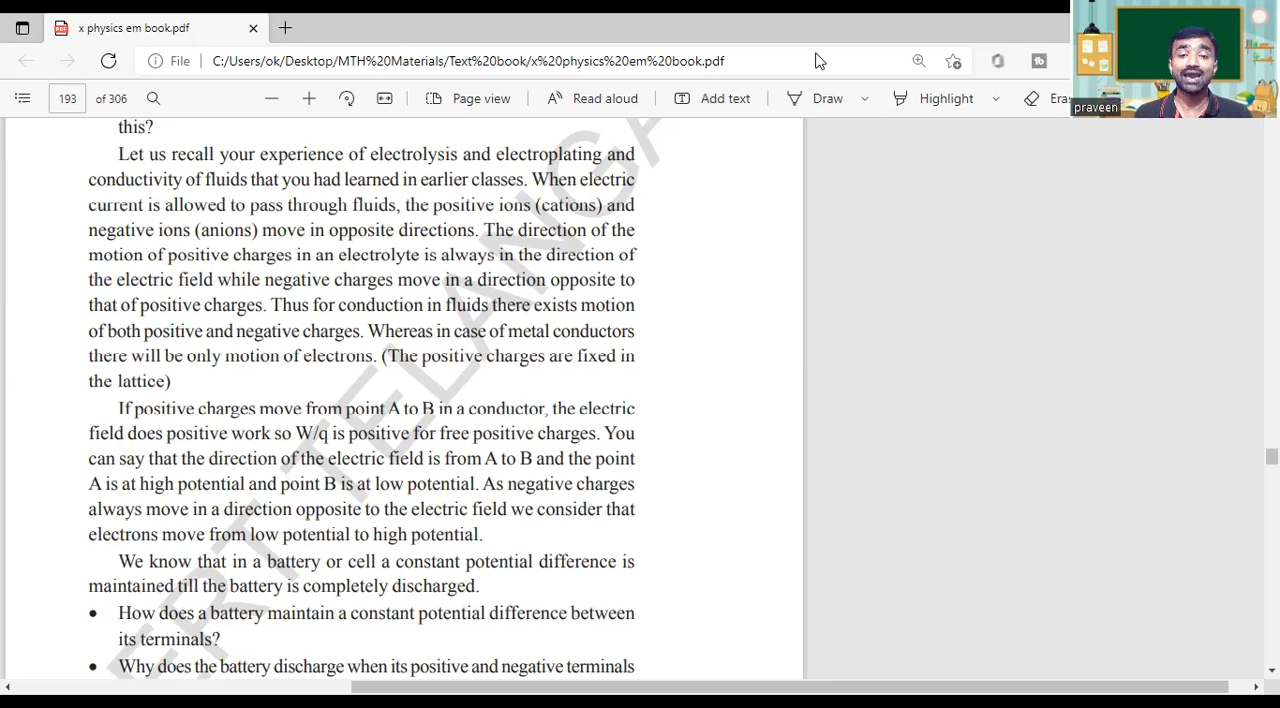 x physics em book.pdf
File
C:/Users/ok/Desktop/MTH%20Materials/Text%20book/x%20physics%20em%20book.pdf
193 of 306
Page view
Read aloud
Add text
Draw
Highlight
Eras
praveen
this?
Let us recall your experience of electrolysis and electroplating and
conductivity of fluids that you had learned in earlier classes. When electric
current is allowed to pass through fluids, the positive ions (cations) and
negative ions (anions) move in opposite directions. The direction of the
motion of positive charges in an electrolyte is always in the direction of
the electric field while negative charges move in a direction opposite to
that of positive charges. Thus for conduction in fluids there exists motion
of both positive and negative charges. Whereas in case of metal conductors
there will be only motion of electrons. (The positive charges are fixed in
the lattice)
If positive charges move from point A to B in a conductor, the electric
field does positive work so W/q is positive for free positive charges. You
can say that the direction of the electric field is from A to B and the point
A is at high potential and point B is at low potential. As negative charges
always move in a direction opposite to the electric field we consider that
electrons move from low potential to high potential.
We know that in a battery or cell a constant potential difference is
maintained till the battery is completely discharged.
• How does a battery maintain a constant potential difference between
its terminals?
• Why does the battery discharge when its positive and negative terminals
ERT TELANGA